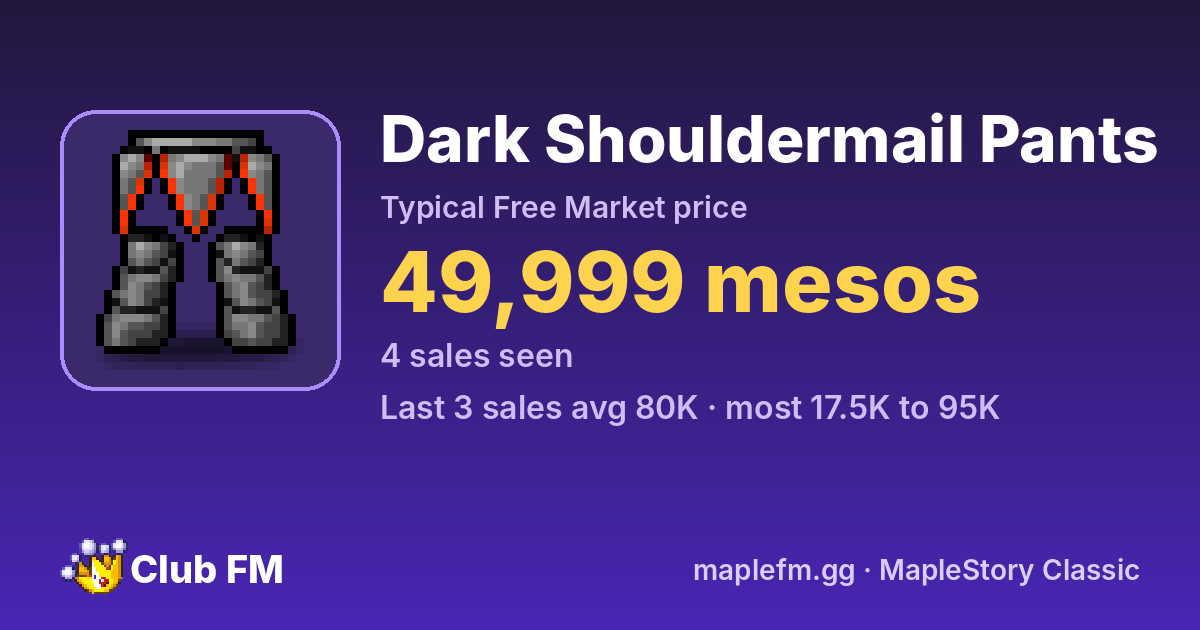 Dark Shouldermail Pants
Typical Free Market price
49,999 mesos
4 sales seen
Last 3 sales avg 80K · most 17.5K to 95K
Club FM
maplefm.gg · MapleStory Classic